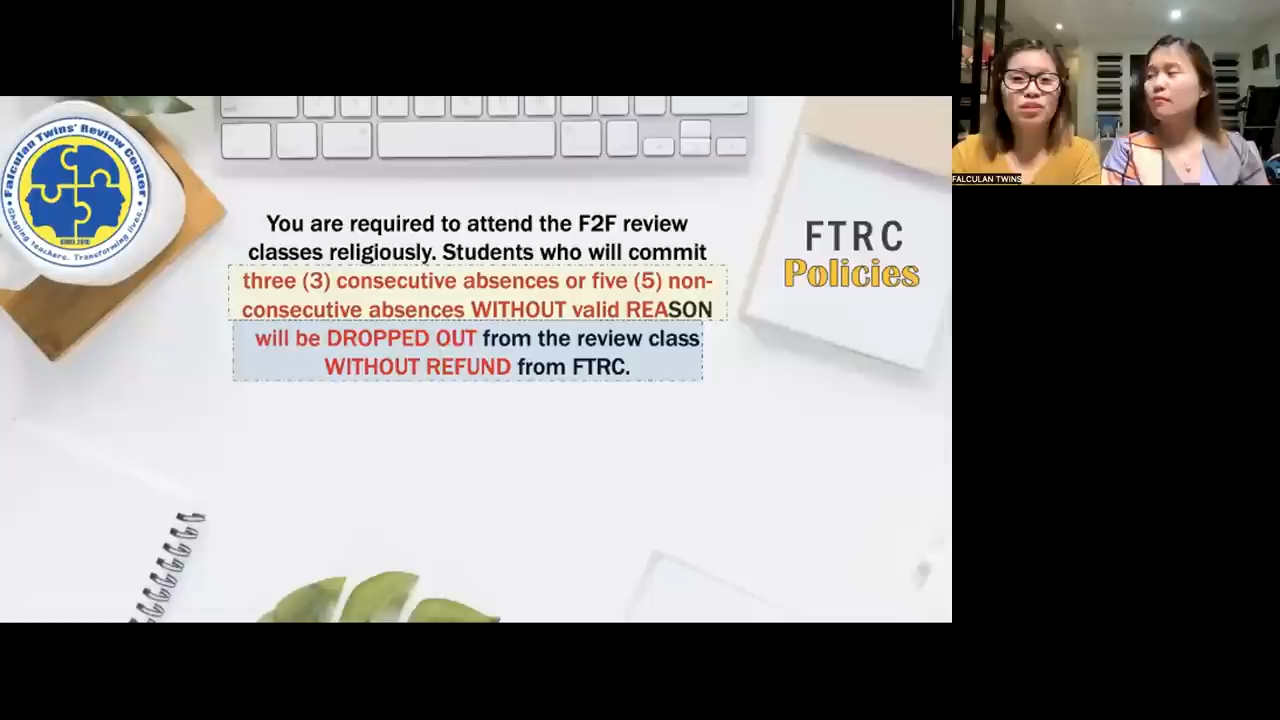 Falculan Twins' Review Center
Shaping teachers. Transforming lives.
You are required to attend the F2F review
classes religiously. Students who will commit
three (3) consecutive absences or five (5) non-
consecutive absences WITHOUT valid REASON
will be DROPPED OUT from the review class
WITHOUT REFUND from FTRC.
FTRC
Policies
FALCULAN TWINS